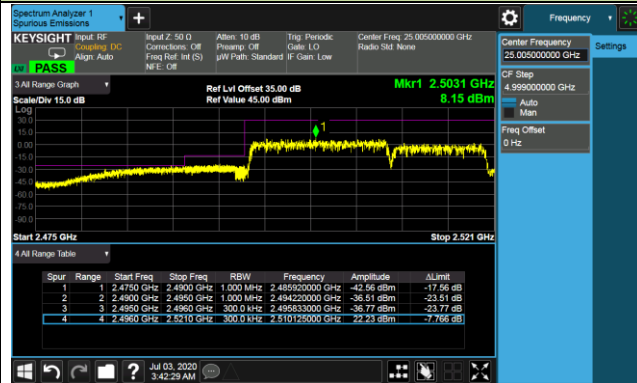 Spectrum Analyzer 1
Spurious Emissions
Frequency
KEYSIGHT
Input: RF
Coupling: DC
Align: Auto
Input Z: 50 Ω
Corrections: Off
Freq Ref: Int (S)
NFE: Off
Atten: 10 dB
Preamp: Off
µW Path: Standard
Trig: Periodic
Gate: LO
IF Gain: Low
Center Freq: 25.005000000 GHz
Radio Std: None
PASS
Center Frequency
25.005000000 GHz
Settings
CF Step
4.999000000 GHz
Auto
Man
Freq Offset
0 Hz
3 All Range Graph
Scale/Div 15.0 dB
Ref Lvl Offset 35.00 dB
Ref Value 45.00 dBm
Mkr1 2.5031 GHz
8.15 dBm
Log
30.0
15.0
0.00
-15.0
-30.0
-45.0
-60.0
-75.0
-90.0
1
Start 2.475 GHz
Stop 2.521 GHz
4 All Range Table
Spur Range Start Freq Stop Freq RBW Frequency Amplitude ΔLimit
1 1 2.4750 GHz 2.4900 GHz 1.000 MHz 2.485920000 GHz -42.56 dBm -17.56 dB
2 2 2.4900 GHz 2.4950 GHz 1.000 MHz 2.494220000 GHz -36.51 dBm -23.51 dB
3 3 2.4950 GHz 2.4960 GHz 300.0 kHz 2.495833000 GHz -36.77 dBm -23.77 dB
4 4 2.4960 GHz 2.5210 GHz 300.0 kHz 2.510125000 GHz 22.23 dBm -7.766 dB
Jul 03, 2020
3:42:29 AM